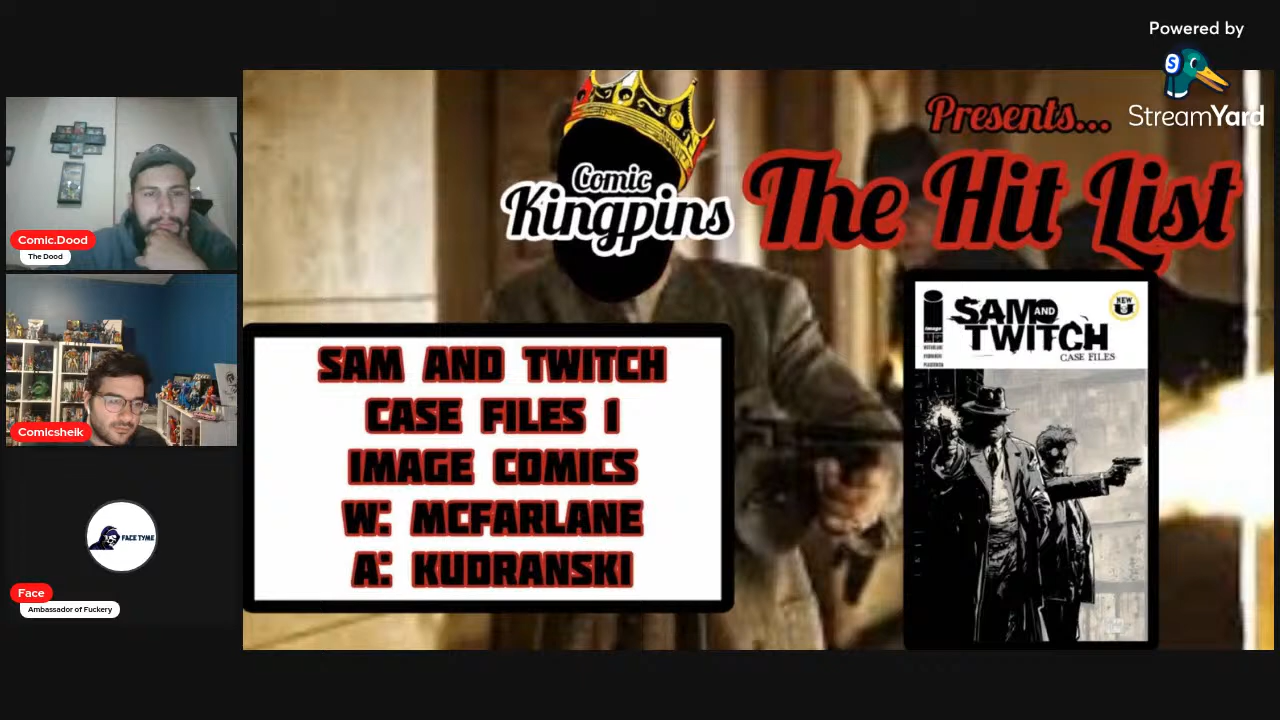 Powered by
StreamYard
Comic.Dood
The Dood
Comicsheik
FACE TYME
Face
Ambassador of Fuckery
Presents...
Comic
Kingpins
The Hit List
SAM AND TWITCH
CASE FILES 1
IMAGE COMICS
W: MCFARLANE
A: KUDRANSKI
image
SAM AND
TWITCH
CASE FILES
NEW